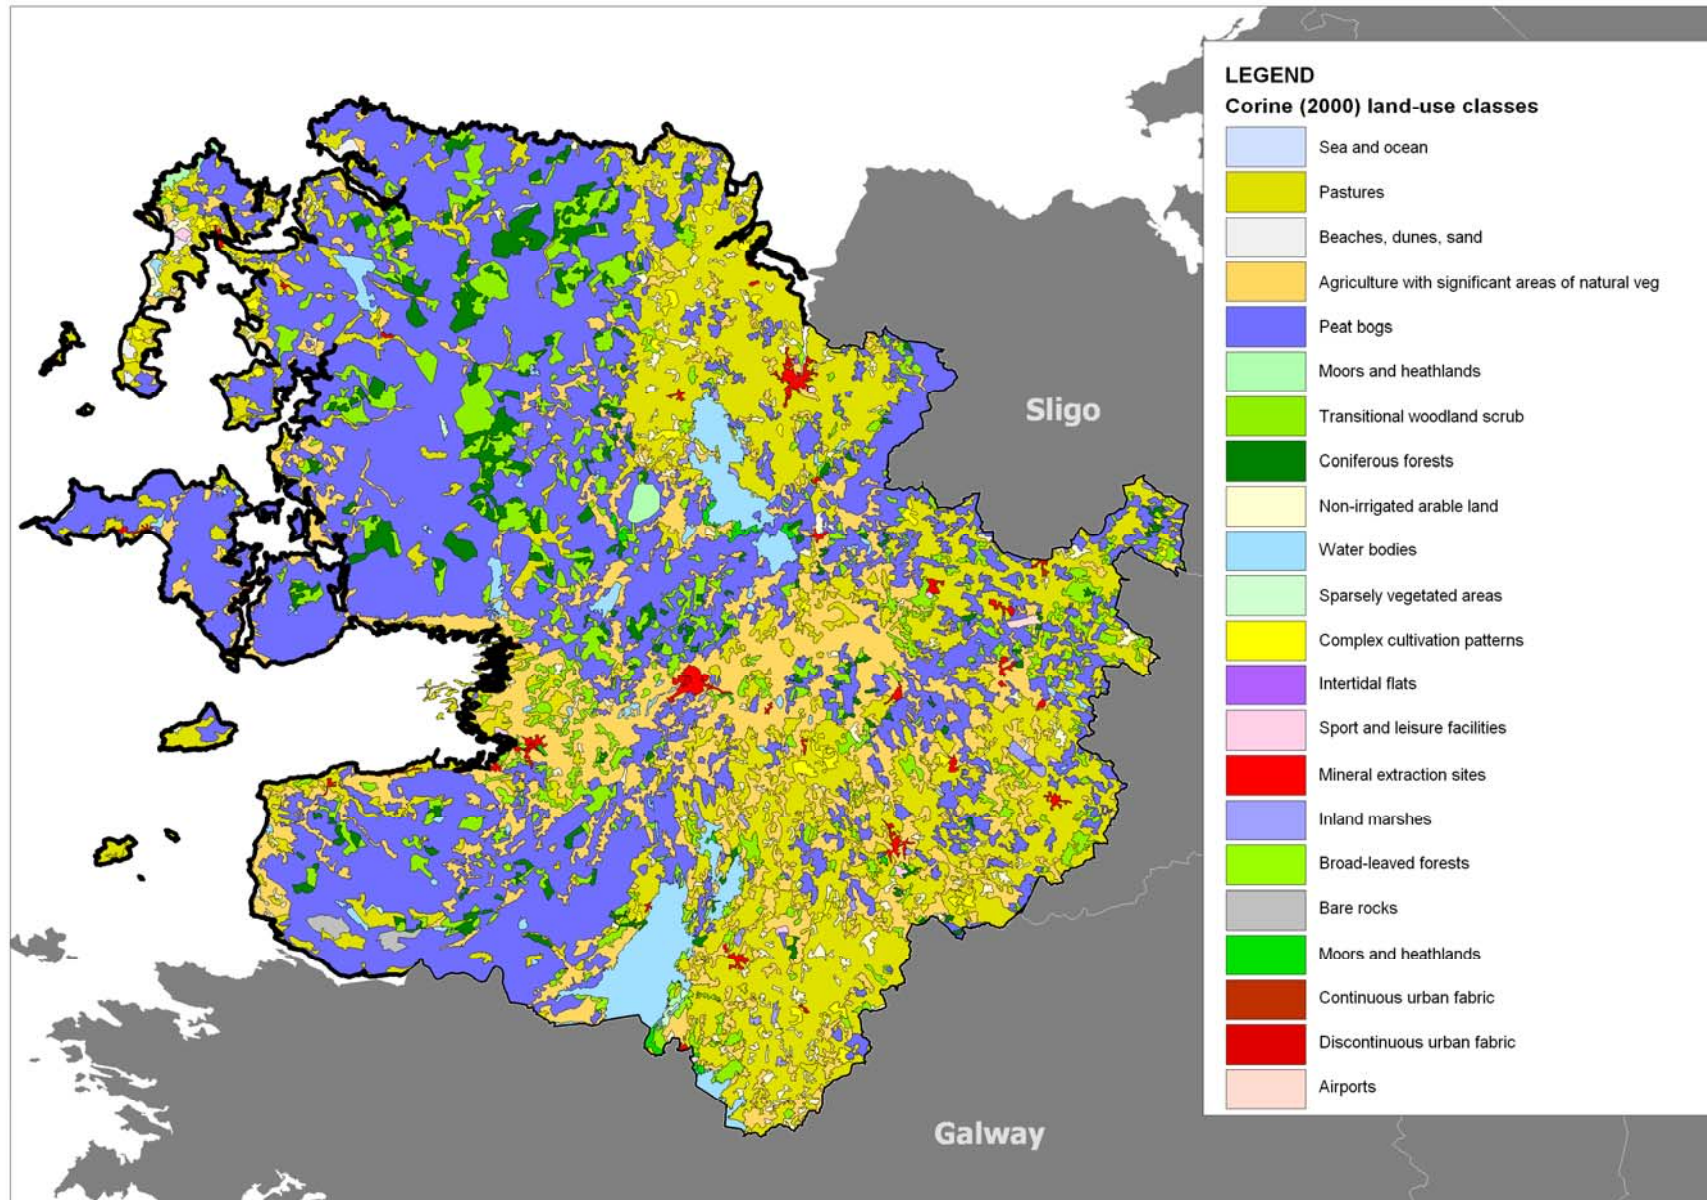 LEGEND
Corine (2000) land-use classes
Sea and ocean
Pastures
Beaches, dunes, sand
Agriculture with significant areas of natural veg
Peat bogs
Moors and heathlands
Transitional woodland scrub
Coniferous forests
Non-irrigated arable land
Water bodies
Sparsely vegetated areas
Complex cultivation patterns
Intertidal flats
Sport and leisure facilities
Mineral extraction sites
Inland marshes
Broad-leaved forests
Bare rocks
Moors and heathlands
Continuous urban fabric
Discontinuous urban fabric
Airports
Sligo
Galway